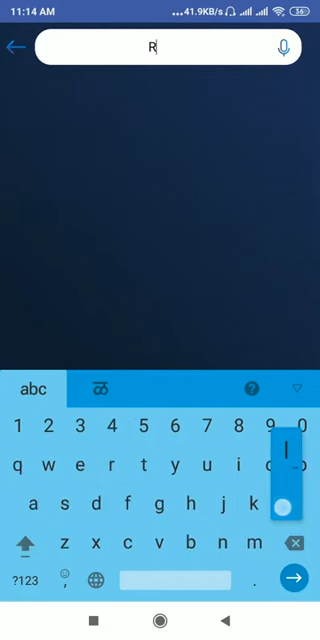 11:14 AM ...41.9KB/s 36
R
abc ळ ?
1 2 3 4 5 6 7 8 9 0
l
q w e r t y u i o p
a s d f g h j k
z x c v b n m
?123 , .